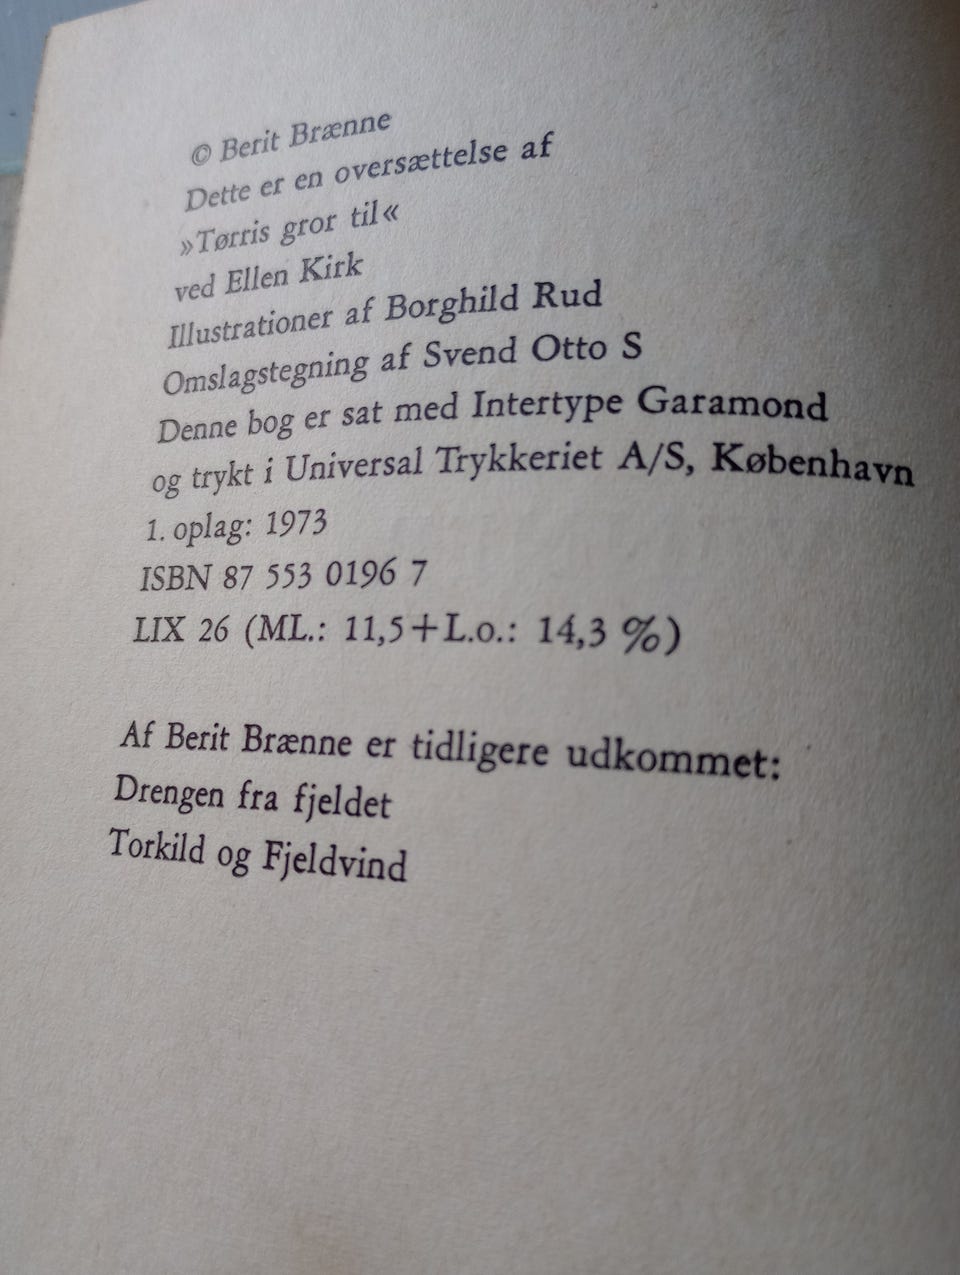 © Berit Brænne
Dette er en oversættelse af
»Tørris gror til«
ved Ellen Kirk
Illustrationer af Borghild Rud
Omslagstegning af Svend Otto S
Denne bog er sat med Intertype Garamond
og trykt i Universal Trykkeriet A/S, København
1. oplag: 1973
ISBN 87 553 0196 7
LIX 26 (ML.: 11,5+L.o.: 14,3 %)
Af Berit Brænne er tidligere udkommet:
Drengen fra fjeldet
Torkild og Fjeldvind